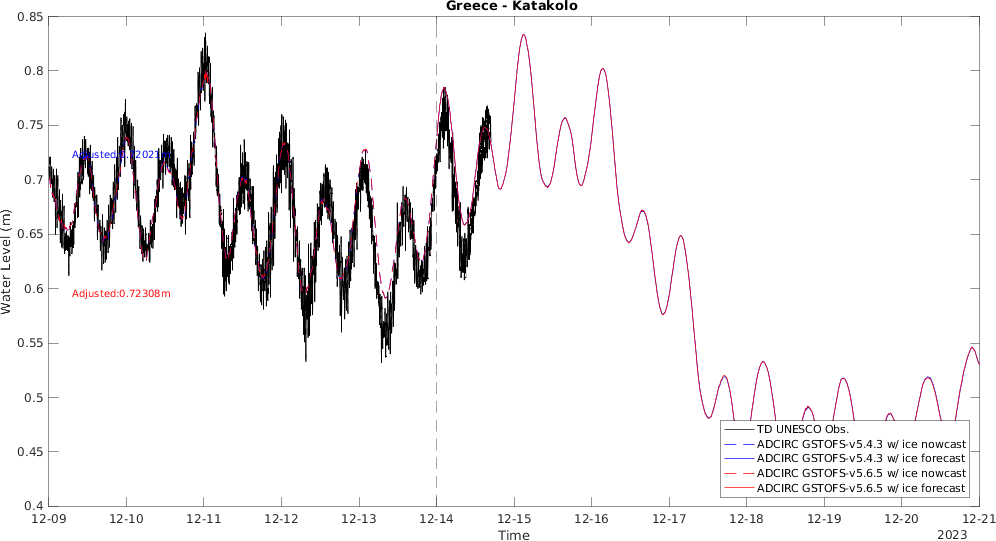 Greece - Katakolo
Water Level (m)
0.85
0.8
0.75
0.7
0.65
0.6
0.55
0.5
0.45
0.4
Adjusted:0.72308m
TD UNESCO Obs.
ADCIRC GSTOFS-v5.4.3 w/ ice nowcast
ADCIRC GSTOFS-v5.4.3 w/ ice forecast
ADCIRC GSTOFS-v5.6.5 w/ ice nowcast
ADCIRC GSTOFS-v5.6.5 w/ ice forecast
12-09 12-10 12-11 12-12 12-13 12-14 12-15 12-16 12-17 12-18 12-19 12-20 12-21
Time
2023